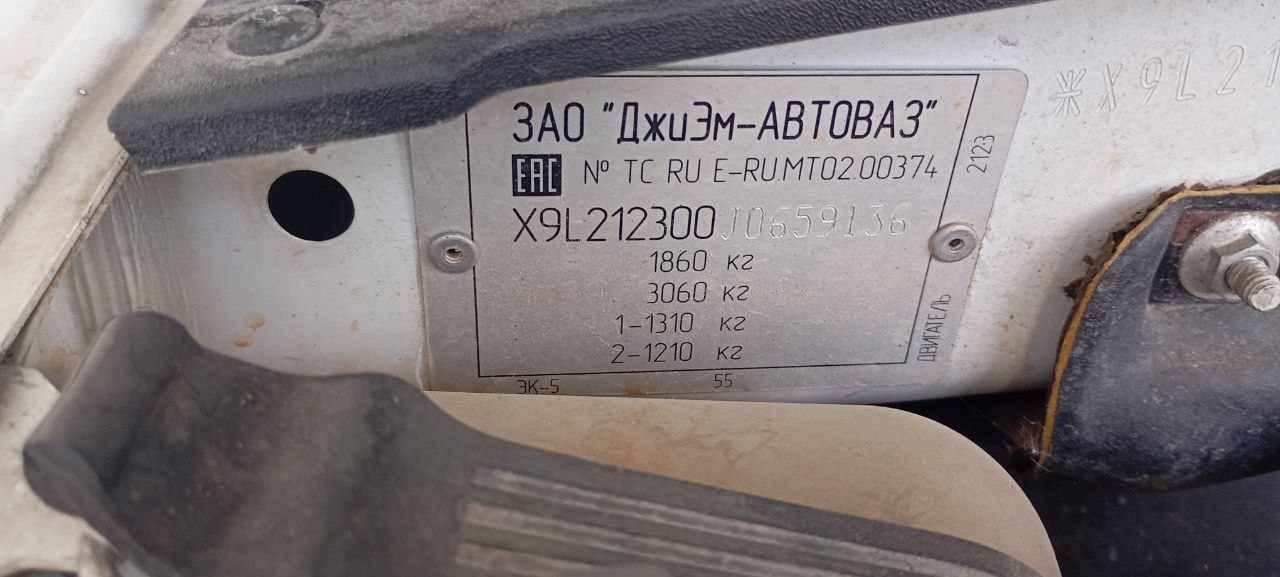 ЗАО "ДжиЭм-АВТОВАЗ"
EAC № ТС RU E-RU.MT02.00374
X9L212300J0659136
1860 кг
3060 кг
1-1310 кг
2-1210 кг
2123
ДВИГАТЕЛЬ
ЭК-5 55
ЖX9L21